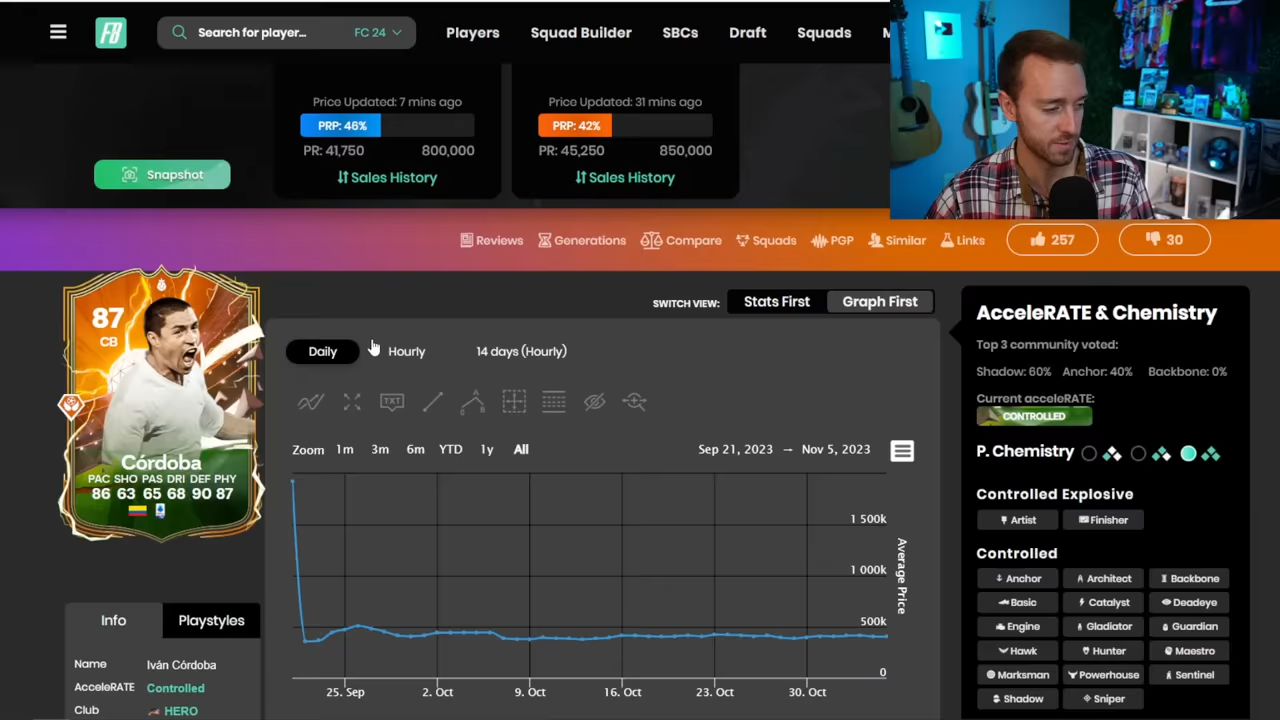 FB
Search for player...
FC 24
Players
Squad Builder
SBCs
Draft
Squads
M
Price Updated: 7 mins ago
PRP: 46%
PR: 41,750
800,000
Sales History
Price Updated: 31 mins ago
PRP: 42%
PR: 45,250
850,000
Sales History
Snapshot
Reviews
Generations
Compare
Squads
PGP
Similar
Links
257
30
87
CB
Córdoba
PAC SHO PAS DRI DEF PHY
86 63 65 68 90 87
SWITCH VIEW:
Stats First
Graph First
Daily
Hourly
14 days (Hourly)
TXT
Zoom
1m
3m
6m
YTD
1y
All
Sep 21, 2023 → Nov 5, 2023
1 500k
1 000k
500k
0
Average Price
25. Sep
2. Oct
9. Oct
16. Oct
23. Oct
30. Oct
Info
Playstyles
Name
Iván Córdoba
AcceleRATE
Controlled
Club
HERO
AcceleRATE & Chemistry
Top 3 community voted:
Shadow: 60% Anchor: 40% Backbone: 0%
Current acceleRATE:
CONTROLLED
P. Chemistry
Controlled Explosive
Artist
Finisher
Controlled
Anchor
Architect
Backbone
Basic
Catalyst
Deadeye
Engine
Gladiator
Guardian
Hawk
Hunter
Maestro
Marksman
Powerhouse
Sentinel
Shadow
Sniper